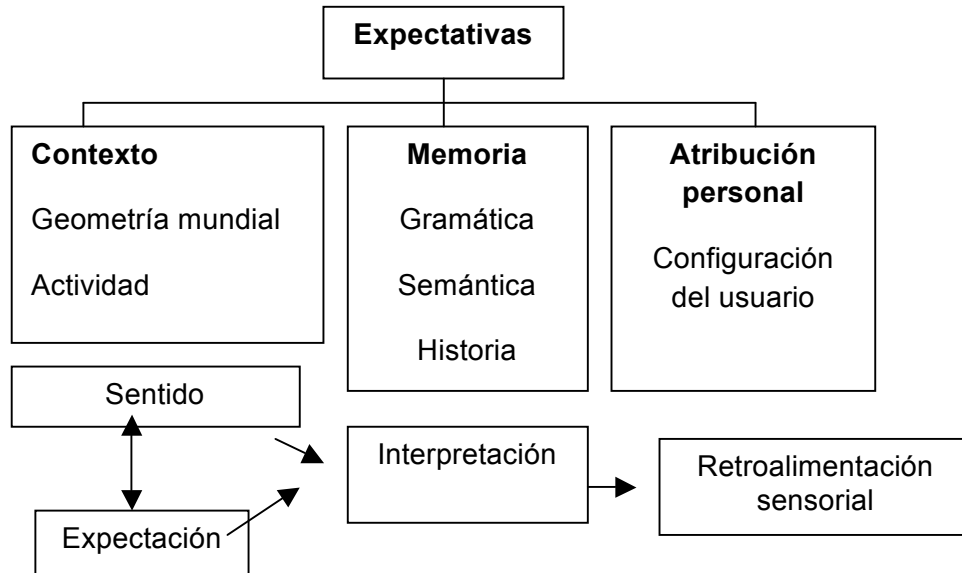 Expectativas
Contexto
Geometría mundial
Actividad
Memoria
Gramática
Semántica
Historia
Atribución
personal
Configuración
del usuario
Sentido
Expectación
Interpretación
Retroalimentación
sensorial